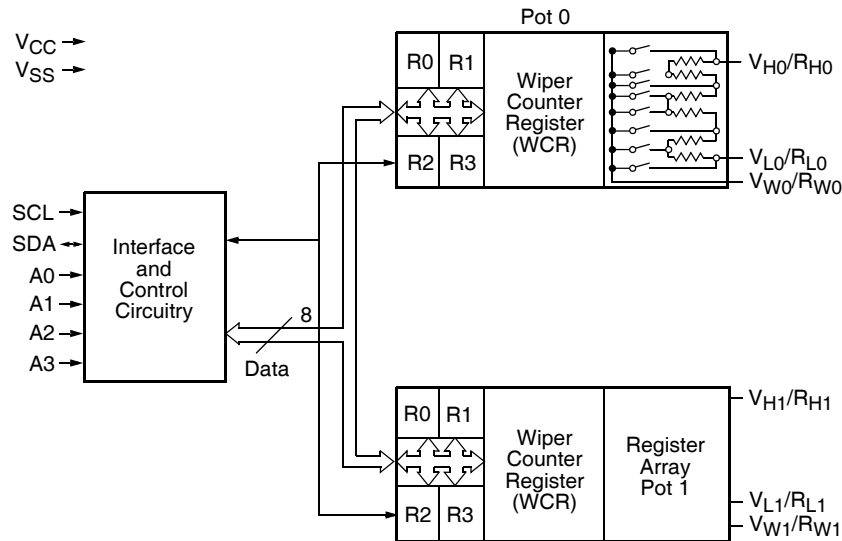 Pot 0
VCC
VSS
R0 R1
R2 R3
Wiper
Counter
Register
(WCR)
VH0/RH0
VL0/RL0
VW0/RW0
SCL
SDA
A0
A1
A2
A3
Interface
and
Control
Circuitry
8
Data
R0 R1
R2 R3
Wiper
Counter
Register
(WCR)
Register
Array
Pot 1
VH1/RH1
VL1/RL1
VW1/RW1